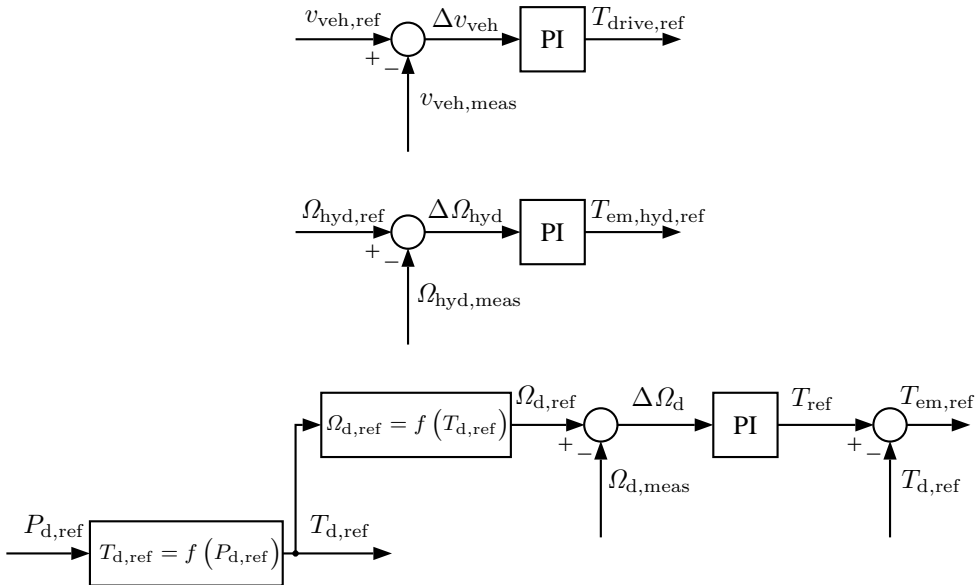 v_veh,ref Δv_veh PI T_drive,ref
+ −
v_veh,meas
Ω_hyd,ref ΔΩ_hyd PI T_em,hyd,ref
+ −
Ω_hyd,meas
Ω_d,ref = f (T_d,ref) Ω_d,ref ΔΩ_d PI T_ref T_em,ref
+ − + −
Ω_d,meas T_d,ref
P_d,ref T_d,ref = f (P_d,ref) T_d,ref